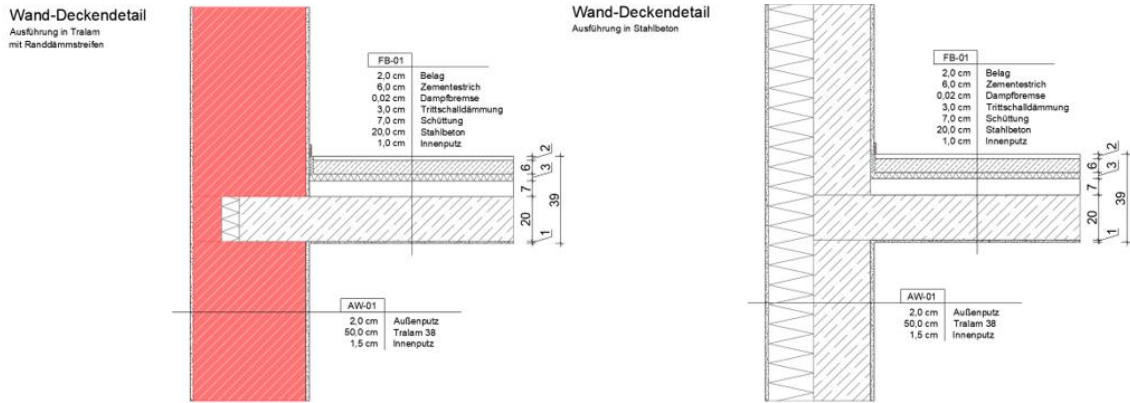 Wand-Deckendetail
Ausführung in Tralam
mit Randdämmstreifen
FB-01
2,0 cm Belag
6,0 cm Zementestrich
0,02 cm Dampfbremse
3,0 cm Trittschalldämmung
7,0 cm Schüttung
20,0 cm Stahlbeton
1,0 cm Innenputz
2
6
3
7
39
20
1
AW-01
2,0 cm Außenputz
50,0 cm Tralam 38
1,5 cm Innenputz
Wand-Deckendetail
Ausführung in Stahlbeton
FB-01
2,0 cm Belag
6,0 cm Zementestrich
0,02 cm Dampfbremse
3,0 cm Trittschalldämmung
7,0 cm Schüttung
20,0 cm Stahlbeton
1,0 cm Innenputz
2
6
3
7
39
20
1
AW-01
2,0 cm Außenputz
50,0 cm Tralam 38
1,5 cm Innenputz